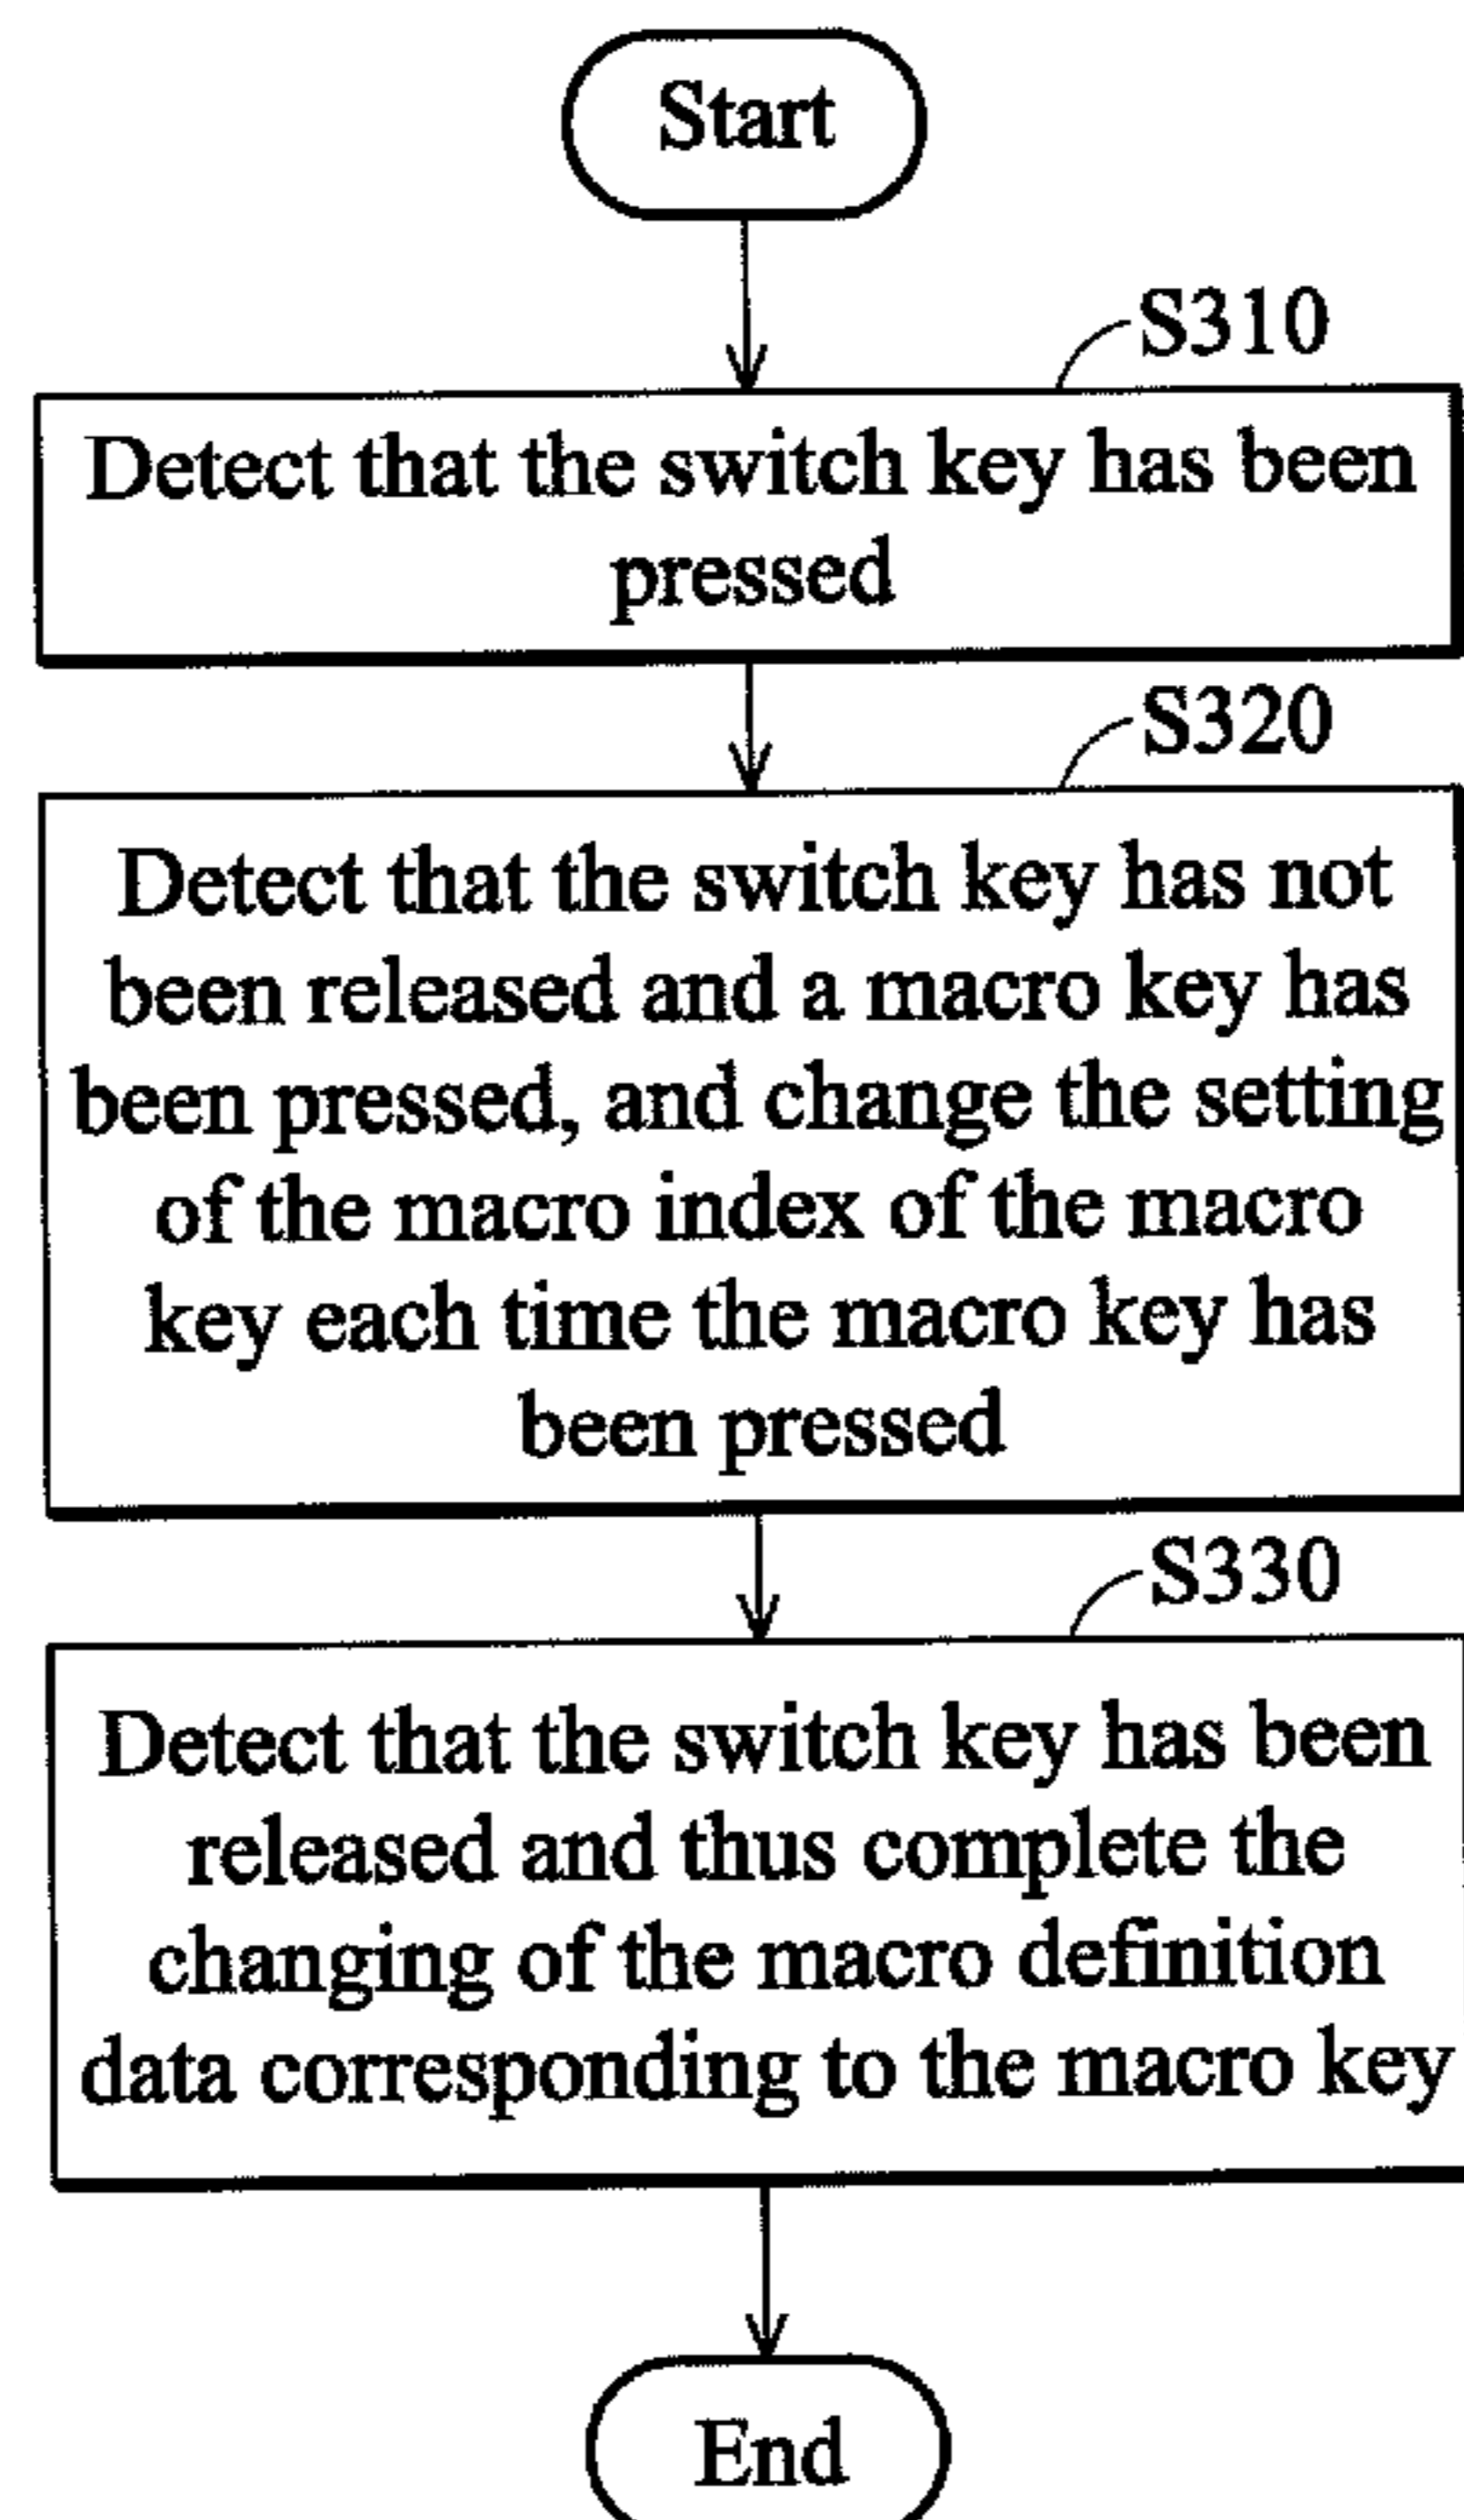 Start
S310
Detect that the switch key has been
pressed
S320
Detect that the switch key has not
been released and a macro key has
been pressed, and change the setting
of the macro index of the macro
key each time the macro key has
been pressed
S330
Detect that the switch key has been
released and thus complete the
changing of the macro definition
data corresponding to the macro key
End